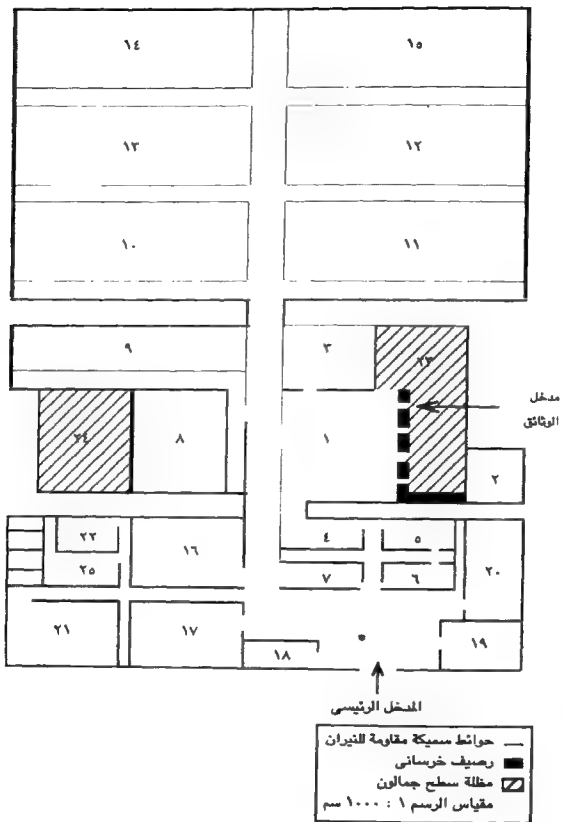 ١٤ ١٥
١٣ ١٢
١٠ ١١
٩ ٣ ٢٣
مدخل
الوثائق
٢٤ ٨ ١ ٢
٢٢ ١٦ ٤ ٥
٢٥ ٧ ٦ ٢٠
٢١ ١٧ ١٨ * ١٩
المدخل الرئيسي
حوائط سميكة مقاومة للنيران
رصيف خرسانى
مظلة سطح جمالون
مقياس الرسم ١ : ١٠٠٠ سم